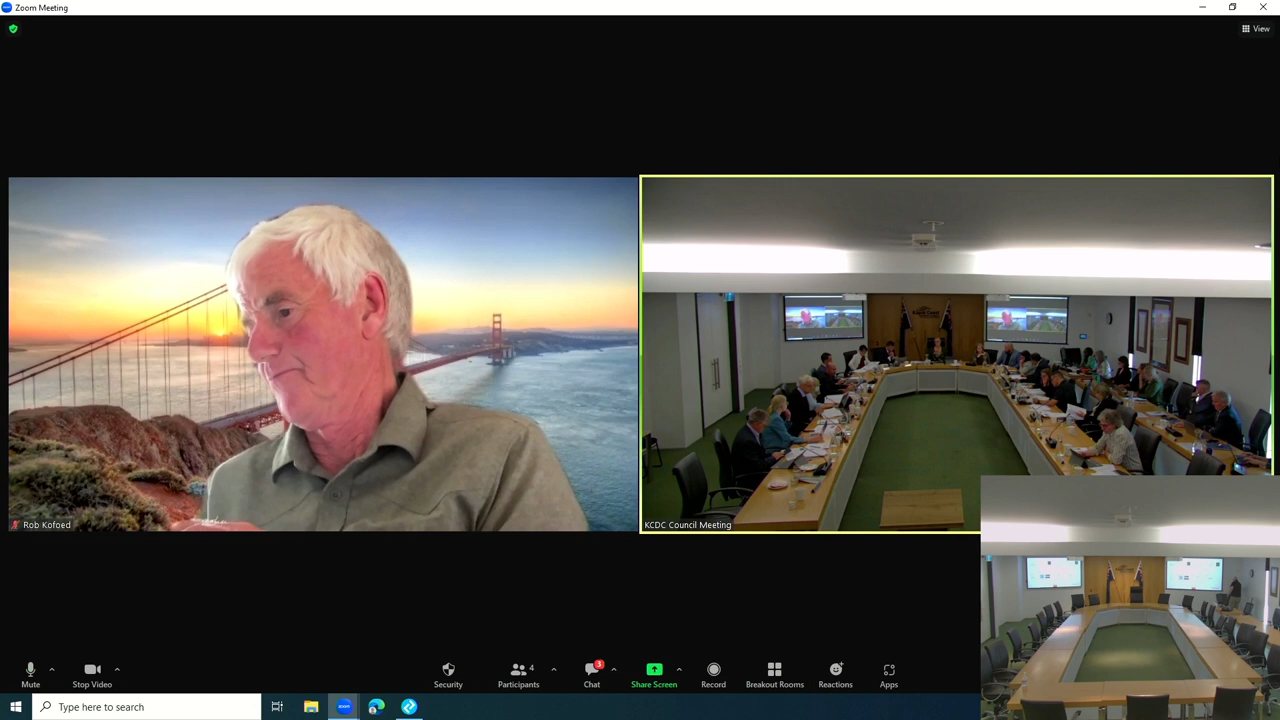 Zoom Meeting
View
Rob Kofoed
KCDC Council Meeting
Mute
Stop Video
Security
Participants
4
Chat
3
Share Screen
Record
Breakout Rooms
Reactions
Apps
Type here to search
zoom